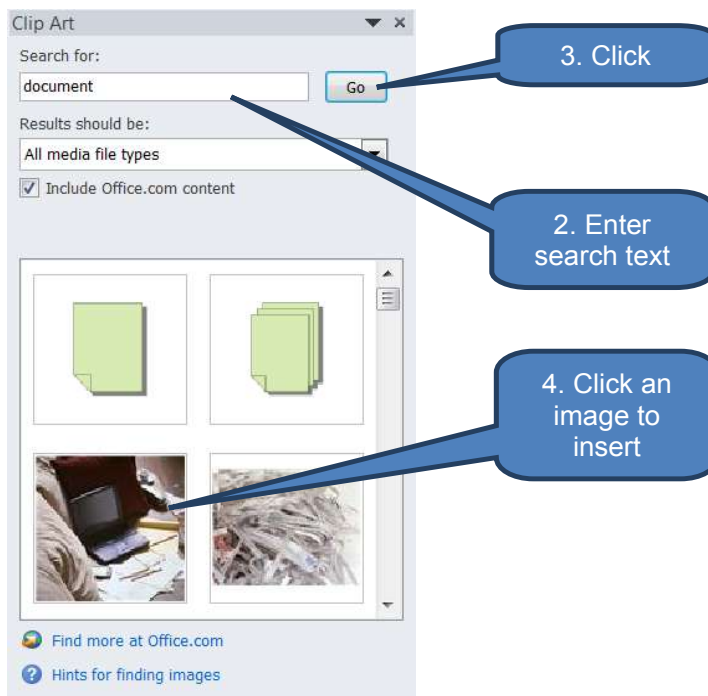 Clip Art
Search for:
document
Go
3. Click
Results should be:
All media file types
Include Office.com content
2. Enter
search text
4. Click an
image to
insert
Find more at Office.com
Hints for finding images